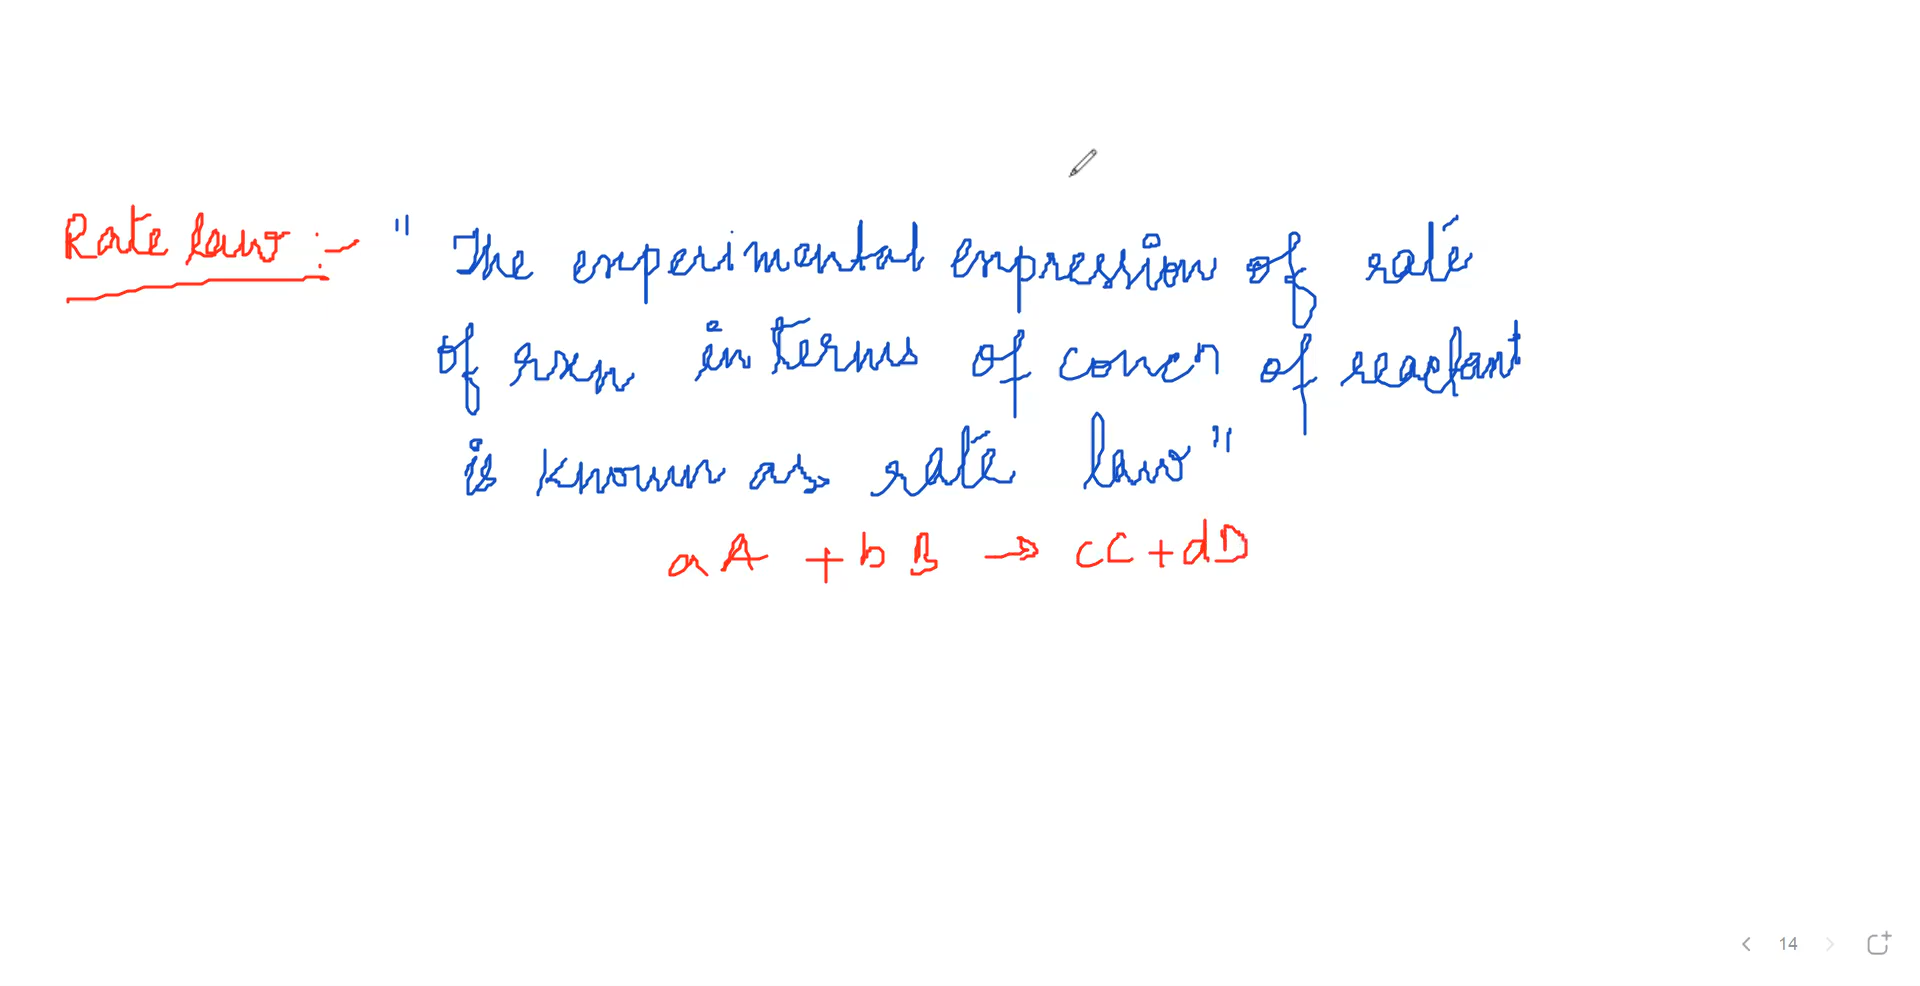 Rate law :- " The experimental expression of rate
of rxn in terms of concn of reactant
is known as rate law "
aA + bB → cC + dD
14